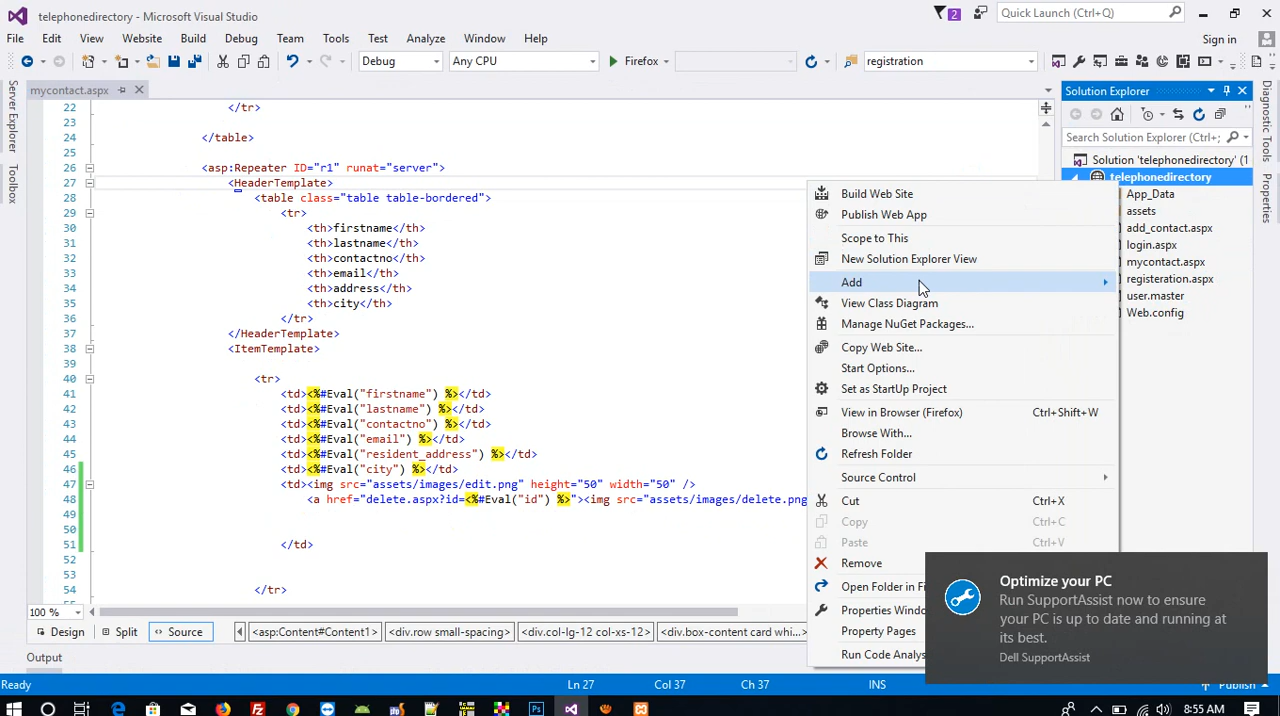 telephonedirectory - Microsoft Visual Studio
2
Quick Launch (Ctrl+Q)
File Edit View Website Build Debug Team Tools Test Analyze Window Help
Sign in
Debug Any CPU Firefox registration
mycontact.aspx
Server Explorer
Toolbox
22 </tr>
23
24 </table>
25
26 <asp:Repeater ID="r1" runat="server">
27 <HeaderTemplate>
28 <table class="table table-bordered">
29 <tr>
30 <th>firstname</th>
31 <th>lastname</th>
32 <th>contactno</th>
33 <th>email</th>
34 <th>address</th>
35 <th>city</th>
36 </tr>
37 </HeaderTemplate>
38 <ItemTemplate>
39
40 <tr>
41 <td><%#Eval("firstname") %></td>
42 <td><%#Eval("lastname") %></td>
43 <td><%#Eval("contactno") %></td>
44 <td><%#Eval("email") %></td>
45 <td><%#Eval("resident_address") %></td>
46 <td><%#Eval("city") %></td>
47 <td><img src="assets/images/edit.png" height="50" width="50" />
48 <a href="delete.aspx?id=<%#Eval("id") %>"><img src="assets/images/delete.png
49
50
51 </td>
52
53
54 </tr>
100 %
Design Split Source <asp:Content#Content1> <div.row small-spacing> <div.col-lg-12 col-xs-12> <div.box-content card whi...>
Output
Ready Ln 27 Col 37 Ch 37 INS Publish
Build Web Site
Publish Web App
Scope to This
New Solution Explorer View
Add
View Class Diagram
Manage NuGet Packages...
Copy Web Site...
Start Options...
Set as StartUp Project
View in Browser (Firefox) Ctrl+Shift+W
Browse With...
Refresh Folder
Source Control
Cut Ctrl+X
Copy Ctrl+C
Paste Ctrl+V
Remove
Open Folder in Fi
Properties Windo
Property Pages
Run Code Analys
Solution Explorer
Search Solution Explorer (Ctrl+;
Solution 'telephonedirectory' (1
telephonedirectory
App_Data
assets
add_contact.aspx
login.aspx
mycontact.aspx
registeration.aspx
user.master
Web.config
Diagnostic Tools
Properties
Optimize your PC
Run SupportAssist now to ensure
your PC is up to date and running at
its best.
Dell SupportAssist
8:55 AM